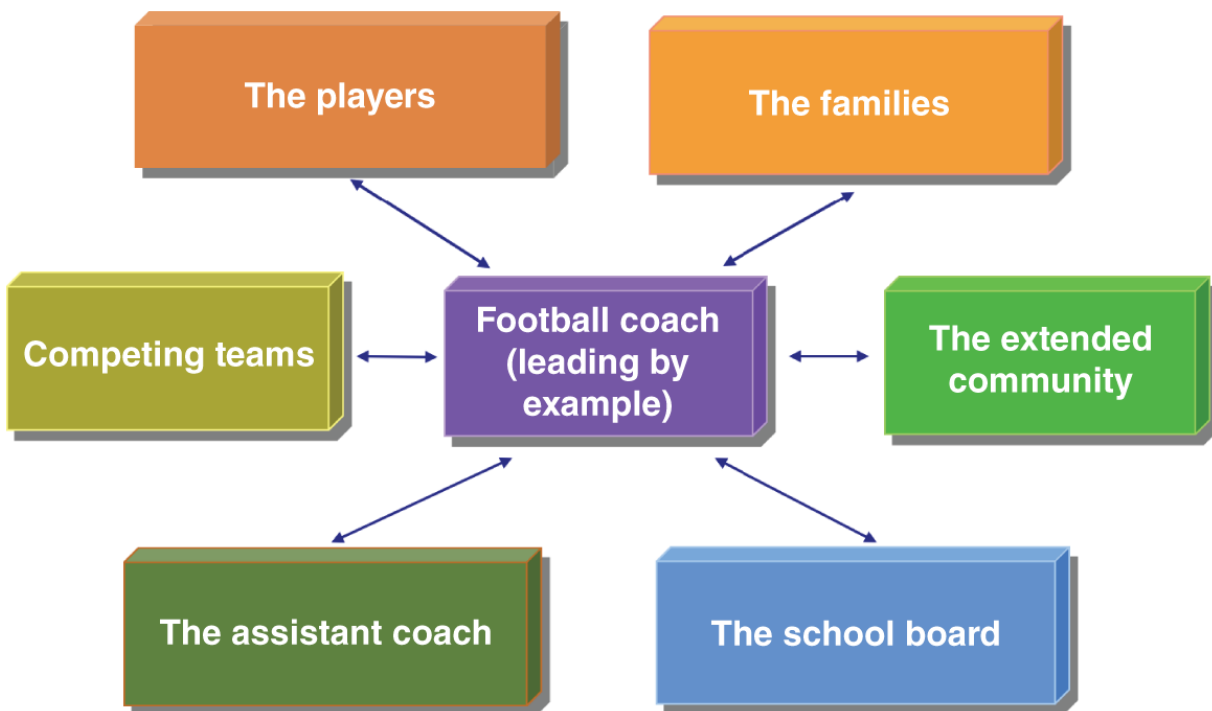 The players
The families
Competing teams
Football coach
(leading by
example)
The extended
community
The assistant coach
The school board